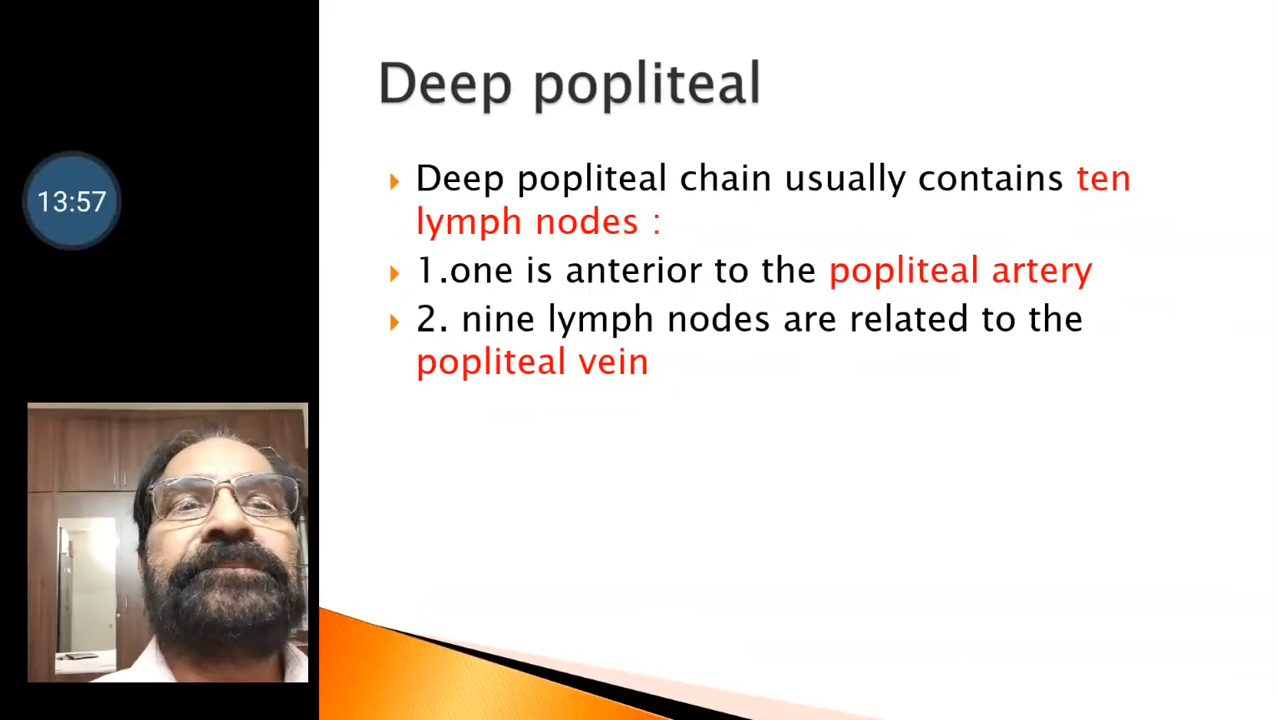 Deep popliteal
Deep popliteal chain usually contains ten
lymph nodes :
13:57
1.one is anterior to the popliteal artery
2. nine lymph nodes are related to the
popliteal vein